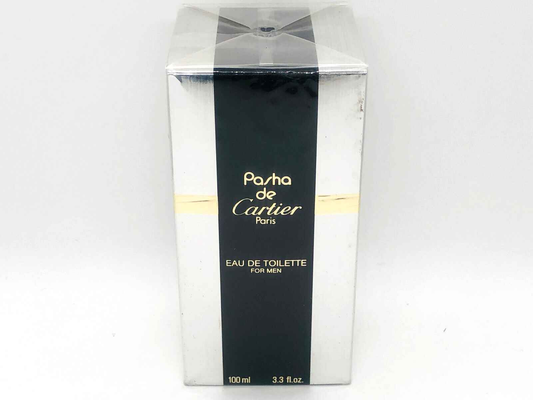 Pasha
de
Cartier
Paris
EAU DE TOILETTE
FOR MEN
100 ml 3.3 fl.oz.